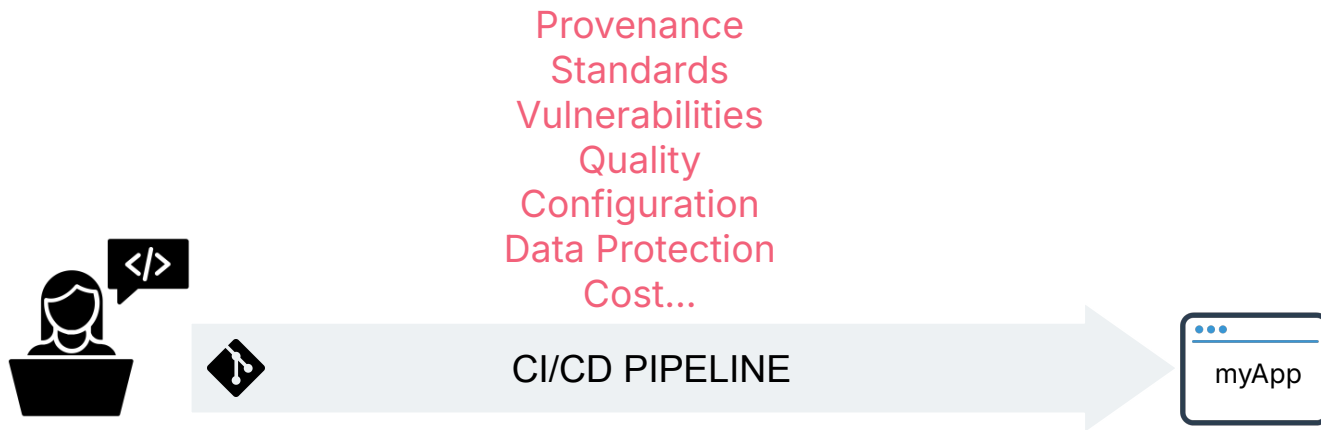 Provenance
Standards
Vulnerabilities
Quality
Configuration
Data Protection
Cost...
</>
CI/CD PIPELINE
myApp